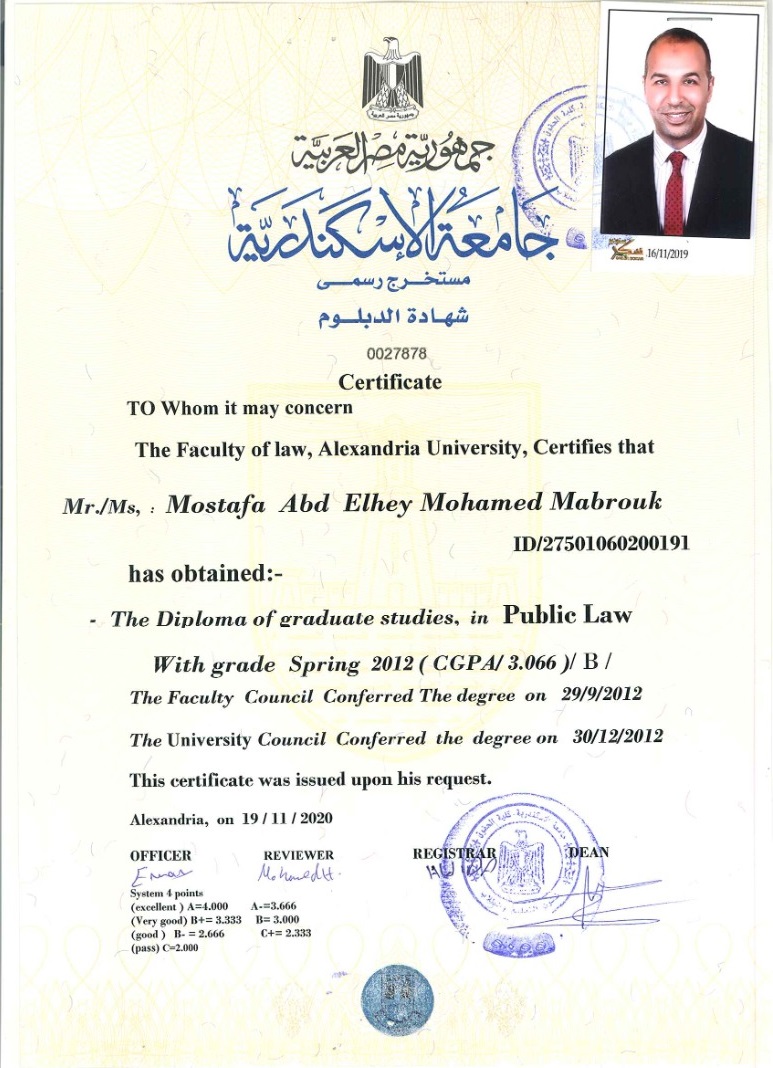 جمهورية مصر العربية
جمهورية مصر العربية
جامعة الإسكندرية
مستخرج رسمى
شهادة الدبلوم
16/11/2019
0027878
Certificate
TO Whom it may concern
The Faculty of law, Alexandria University, Certifies that
Mr./Ms, : Mostafa Abd Elhey Mohamed Mabrouk
ID/27501060200191
has obtained:-
- The Diploma of graduate studies, in Public Law
With grade Spring 2012 ( CGPA/ 3.066 )/ B /
The Faculty Council Conferred The degree on 29/9/2012
The University Council Conferred the degree on 30/12/2012
This certificate was issued upon his request.
Alexandria, on 19 / 11 / 2020
OFFICER REVIEWER REGISTRAR DEAN
System 4 points
(excellent ) A=4.000 A-=3.666
(Very good) B+= 3.333 B= 3.000
(good ) B- = 2.666 C+= 2.333
(pass) C=2.000